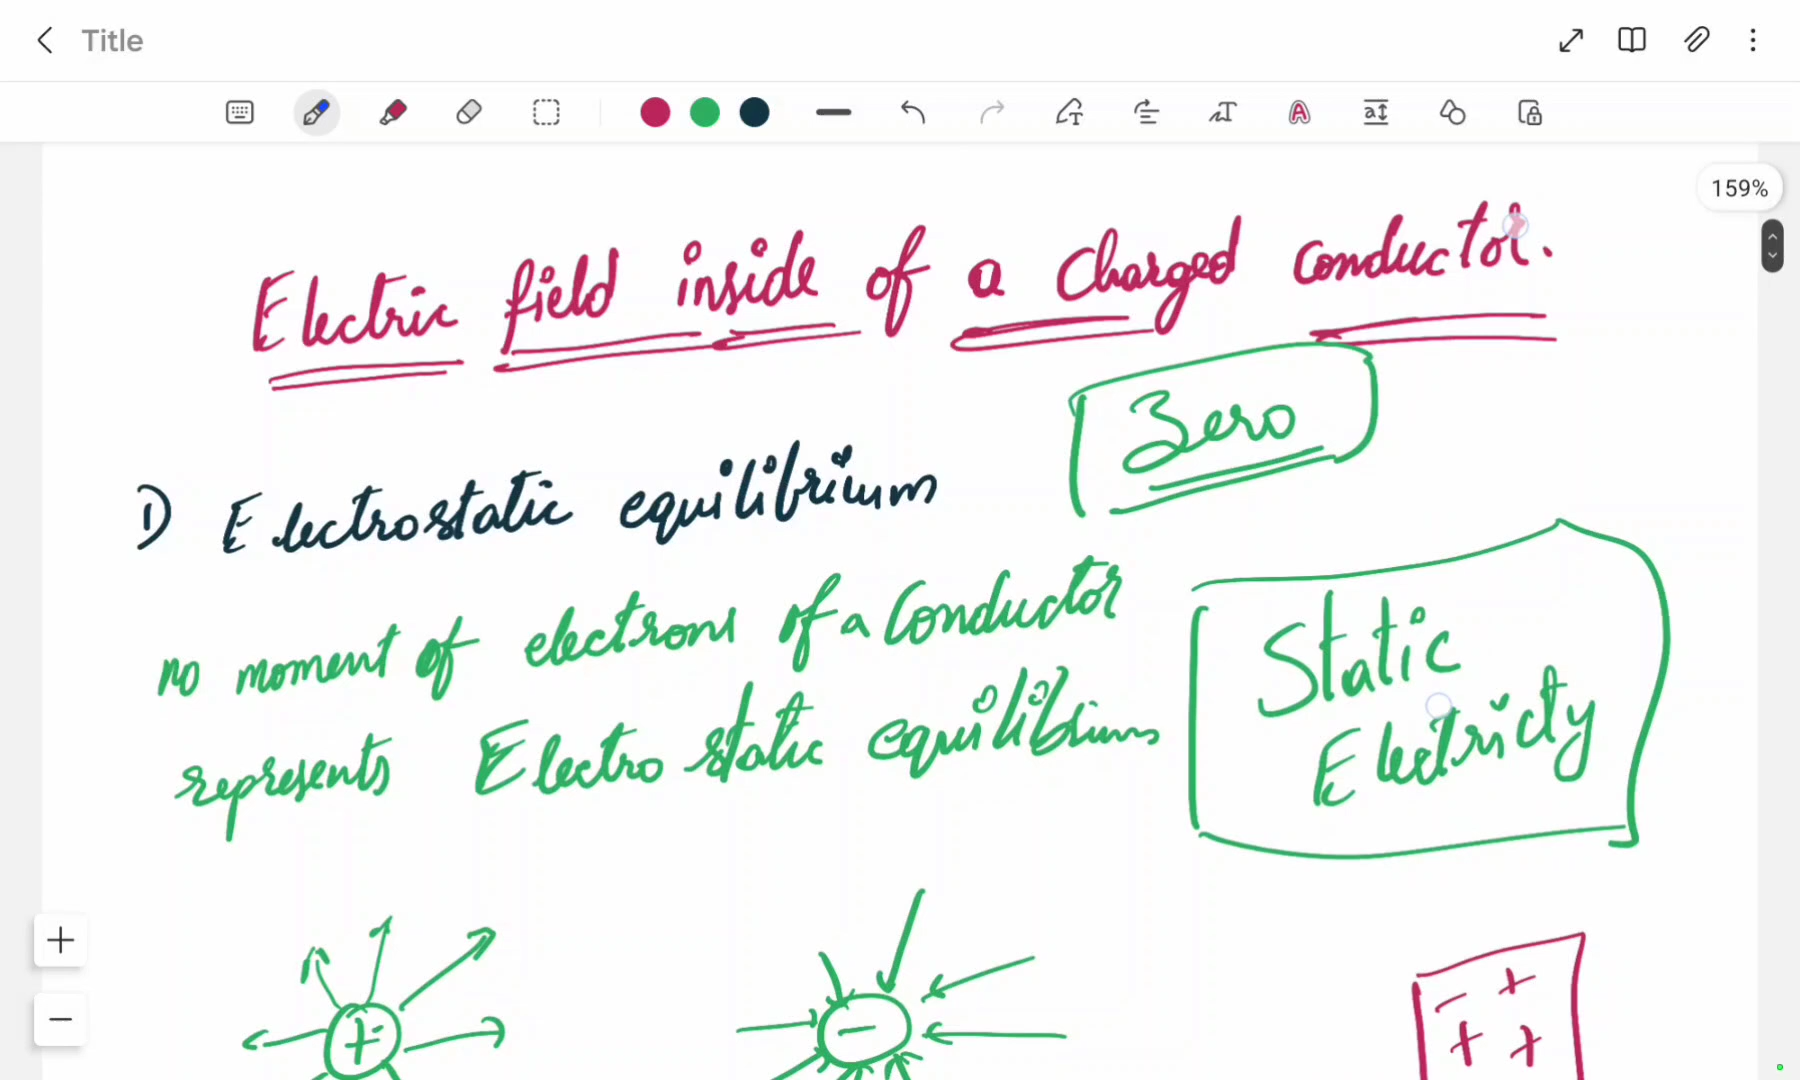 Title
159%
Electric field inside of a charged conductor.
Zero
1) Electrostatic equilibrium
no moment of electrons of a conductor
represents Electro static equilibrium
Static
Electricty
+ -
- +
+ +